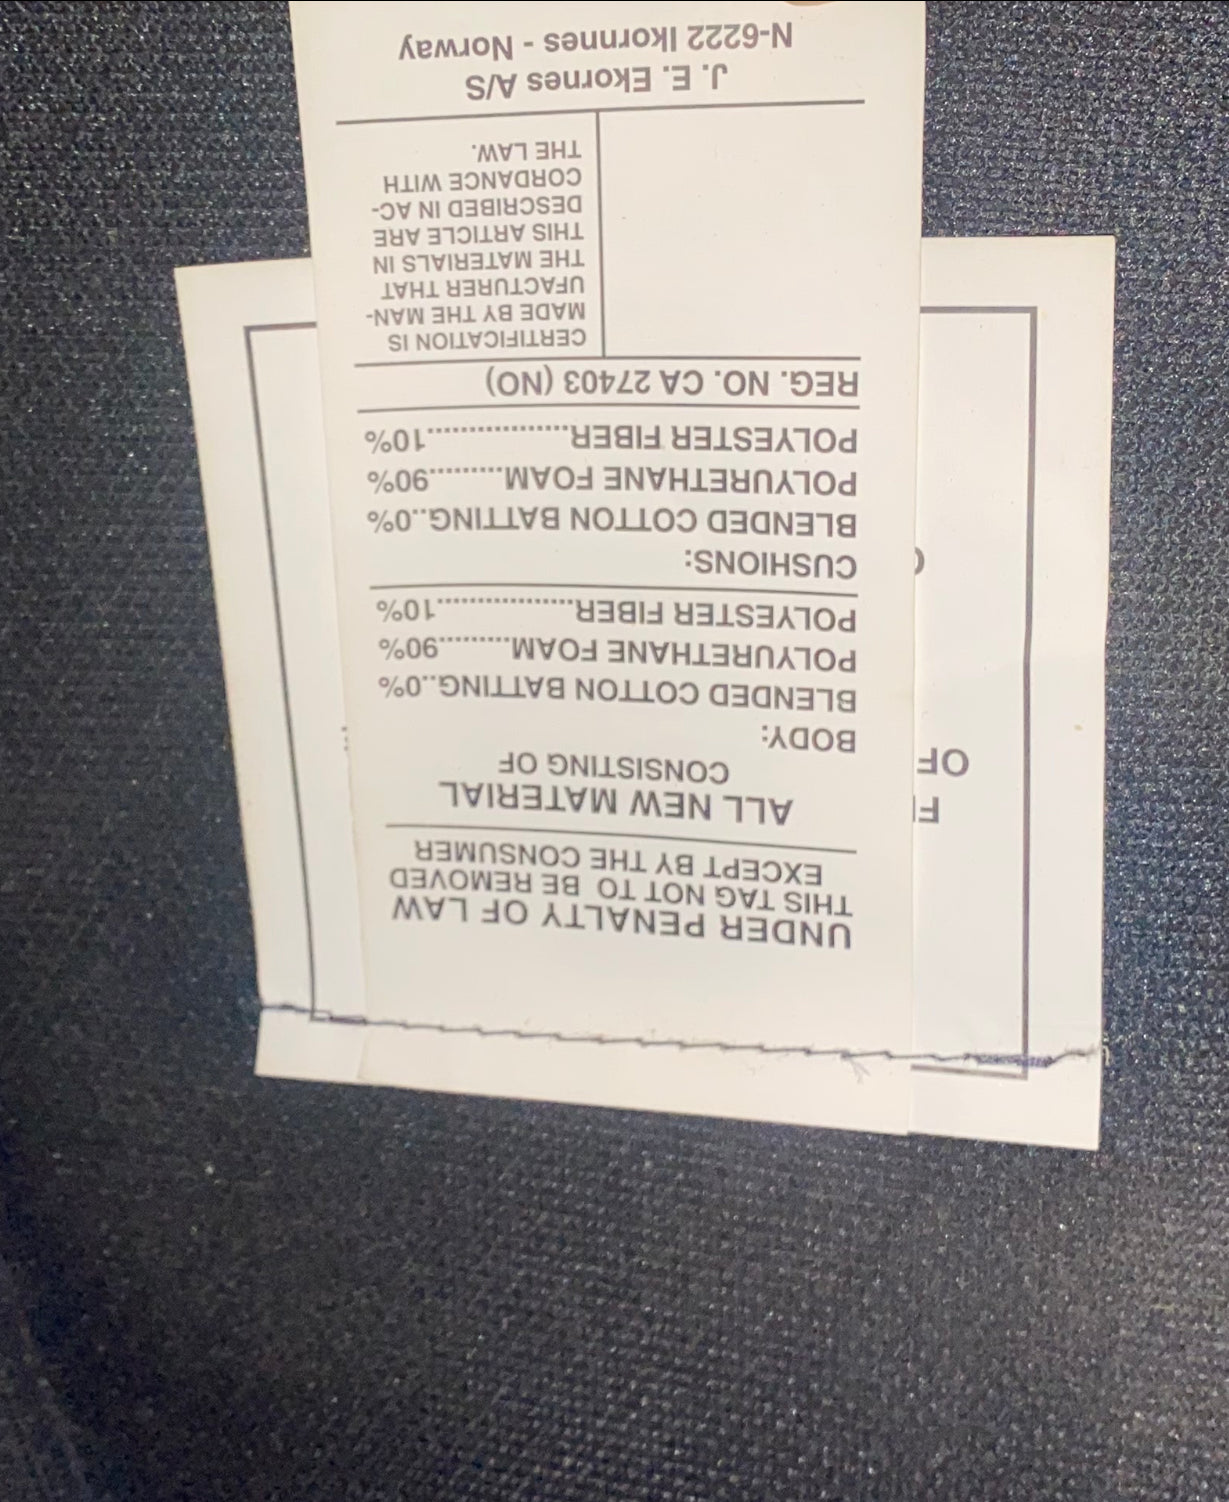 UNDER PENALTY OF LAW
THIS TAG NOT TO BE REMOVED
EXCEPT BY THE CONSUMER
ALL NEW MATERIAL
CONSISTING OF
BODY:
BLENDED COTTON BATTING..0%
POLYURETHANE FOAM..........90%
POLYESTER FIBER..................10%
CUSHIONS:
BLENDED COTTON BATTING..0%
POLYURETHANE FOAM..........90%
POLYESTER FIBER..................10%
REG. NO. CA 27403 (NO)
CERTIFICATION IS
MADE BY THE MAN-
UFACTURER THAT
THE MATERIALS IN
THIS ARTICLE ARE
DESCRIBED IN AC-
CORDANCE WITH
THE LAW.
J. E. Ekornes A/S
N-6222 Ikornnes - Norway
OF